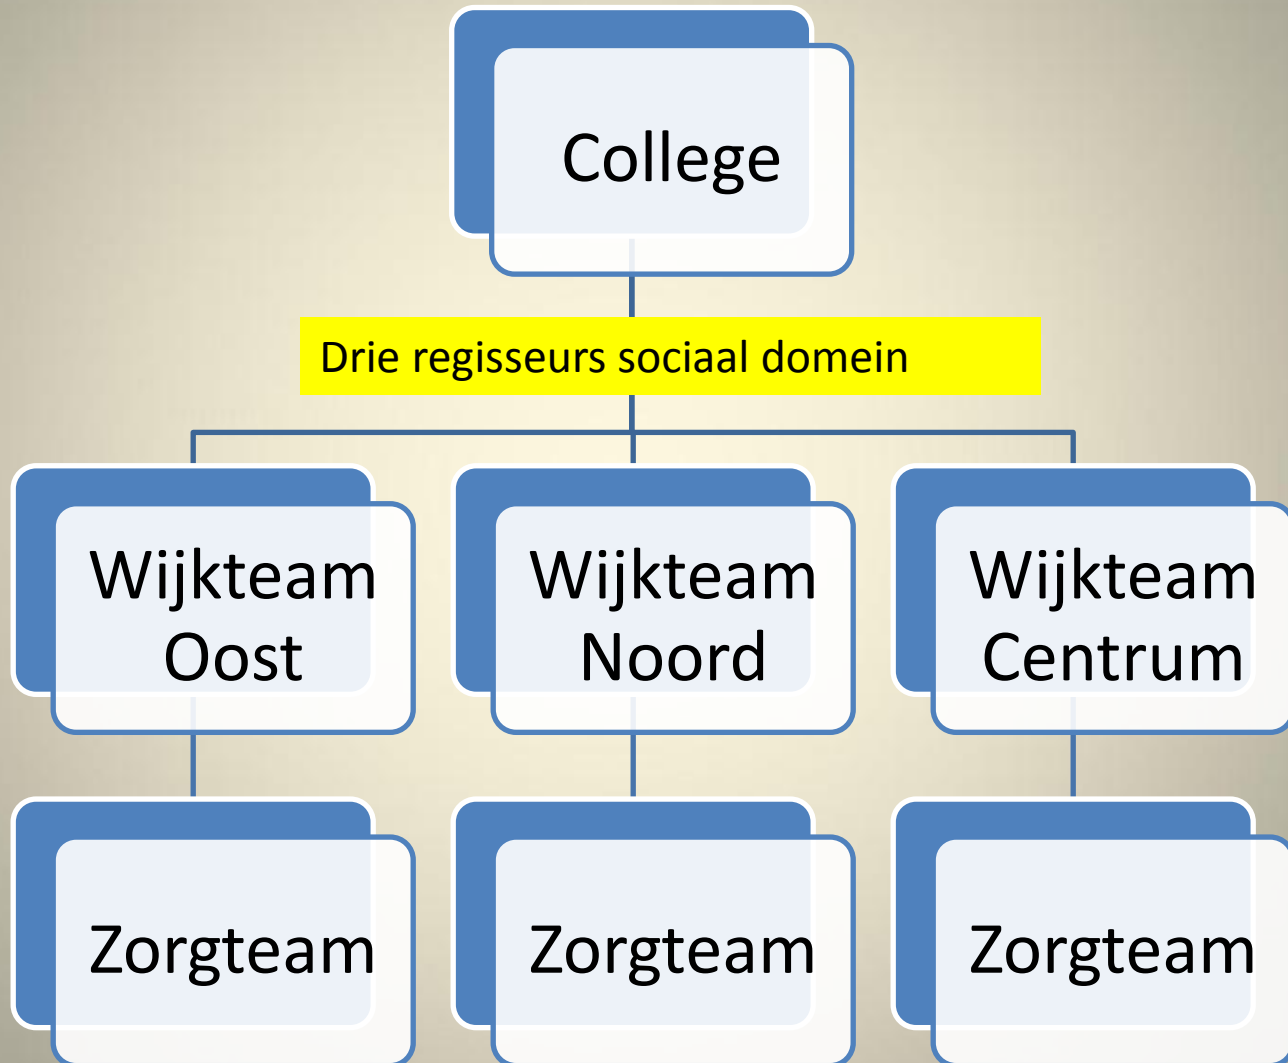 College
Drie regisseurs sociaal domein
Wijkteam
Oost
Wijkteam
Noord
Wijkteam
Centrum
Zorgteam
Zorgteam
Zorgteam